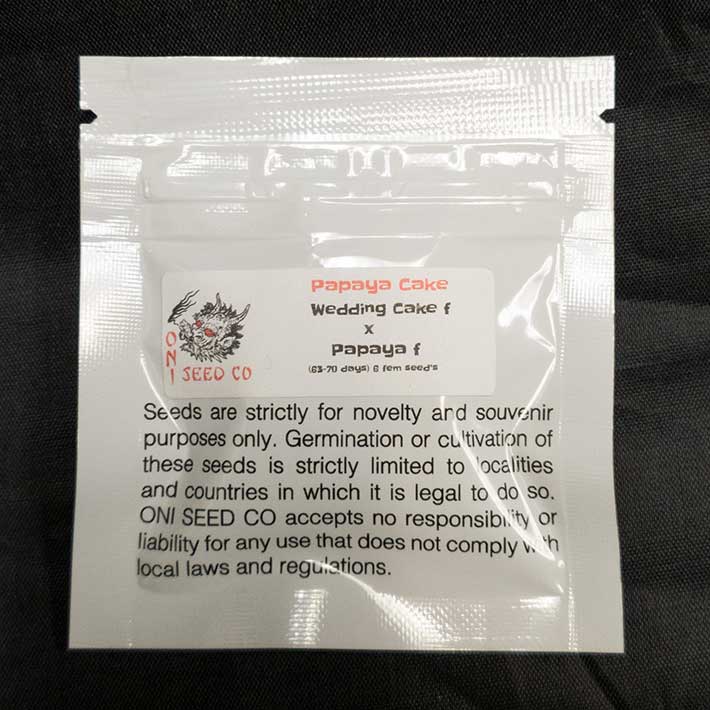 Papaya Cake
Wedding Cake f
x
Papaya f
(63-70 days) 6 fem seed's
ONI
SEED CO
Seeds are strictly for novelty and souvenir
purposes only. Germination or cultivation of
these seeds is strictly limited to localities
and countries in which it is legal to do so.
ONI SEED CO accepts no responsibility or
liability for any use that does not comply with
local laws and regulations.